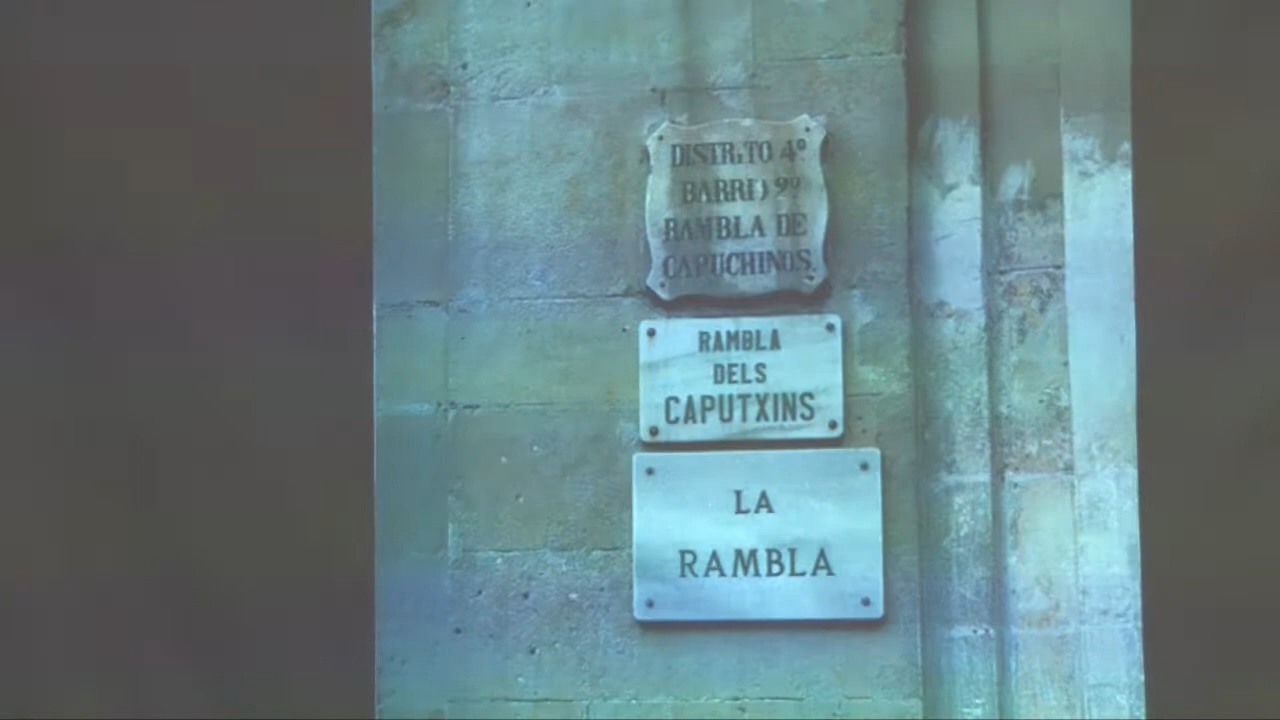 DISTRITO 4º
BARRIO 9º
RAMBLA DE
CAPUCHINOS.
RAMBLA
DELS
CAPUTXINS
LA
RAMBLA